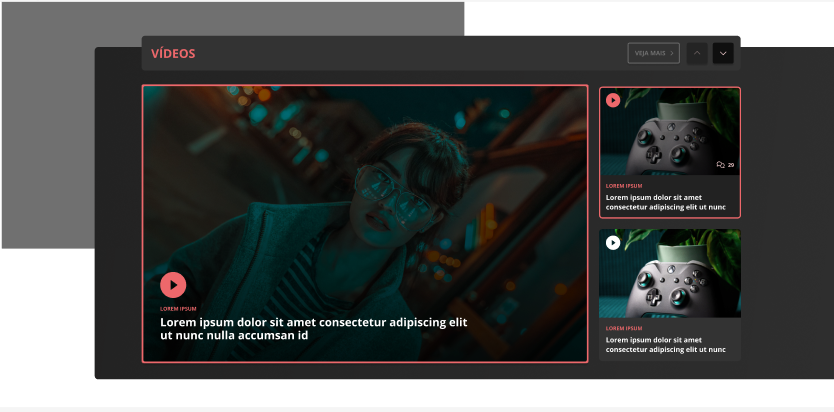 VÍDEOS
VEJA MAIS
LOREM IPSUM
Lorem ipsum dolor sit amet consectetur adipiscing elit
ut nunc nulla accumsan id
29
LOREM IPSUM
Lorem ipsum dolor sit amet
consectetur adipiscing elit ut nunc
LOREM IPSUM
Lorem ipsum dolor sit amet
consectetur adipiscing elit ut nunc